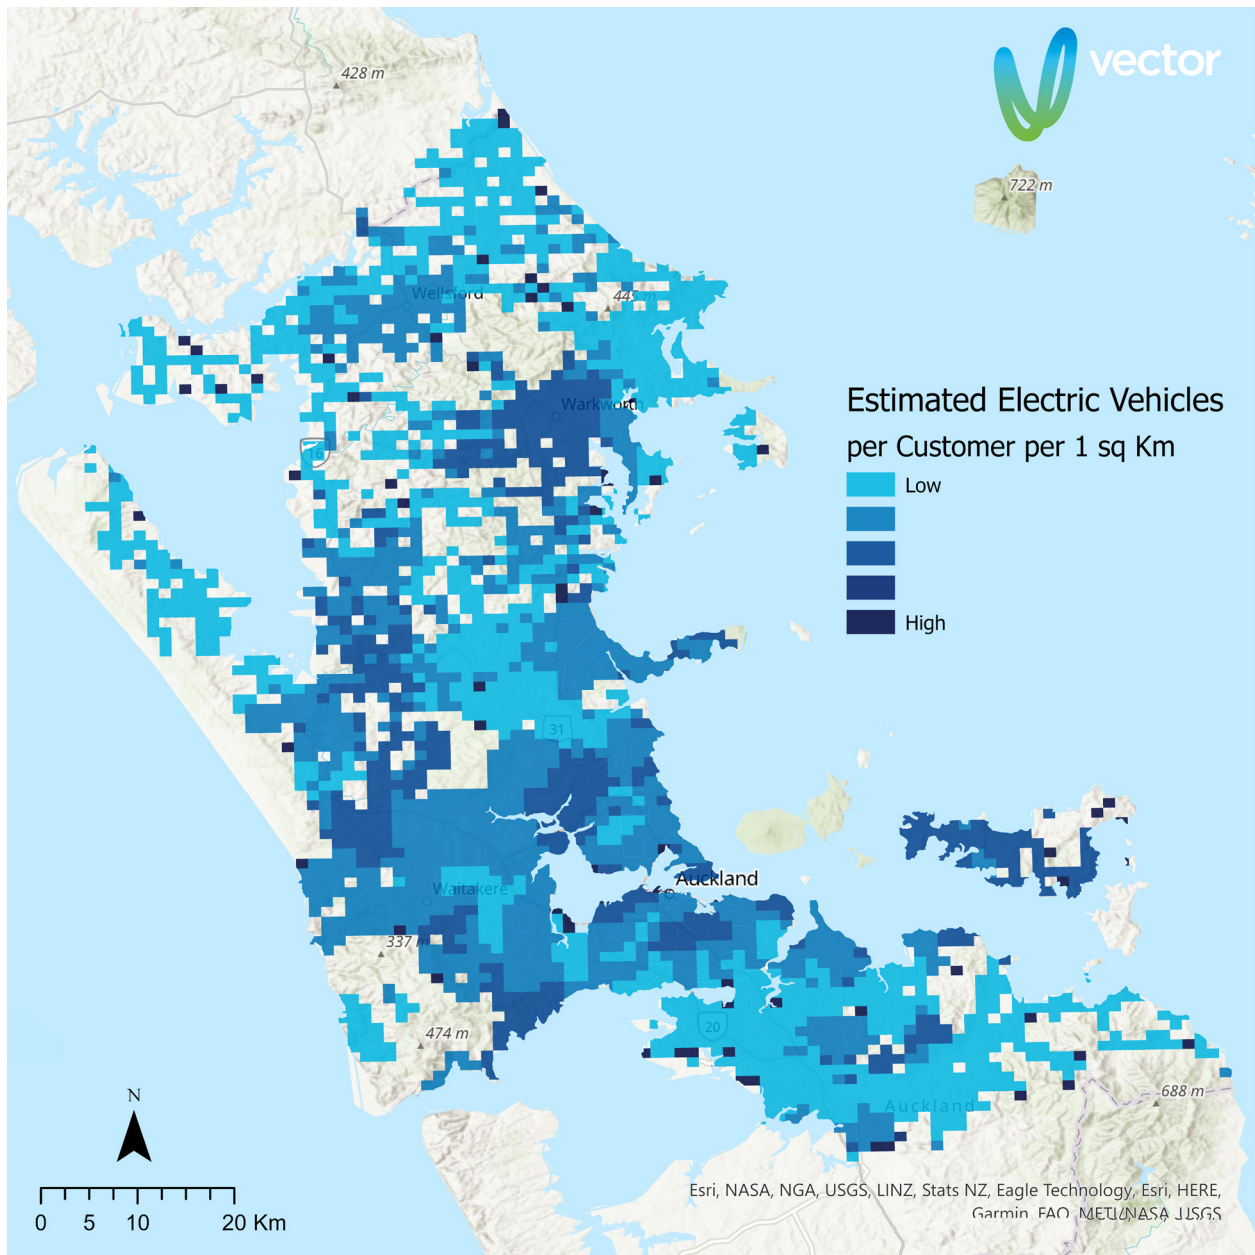 428 m
vector
722 m
Wellsford
445 m
Estimated Electric Vehicles
per Customer per 1 sq Km
Warkworth
16
Low
High
31
Auckland
Waitakere
337 m
20
474 m
N
688 m
Auckland
Esri, NASA, NGA, USGS, LINZ, Stats NZ, Eagle Technology, Esri, HERE,
Garmin, FAO, METI/NASA, USGS
0 5 10 20 Km